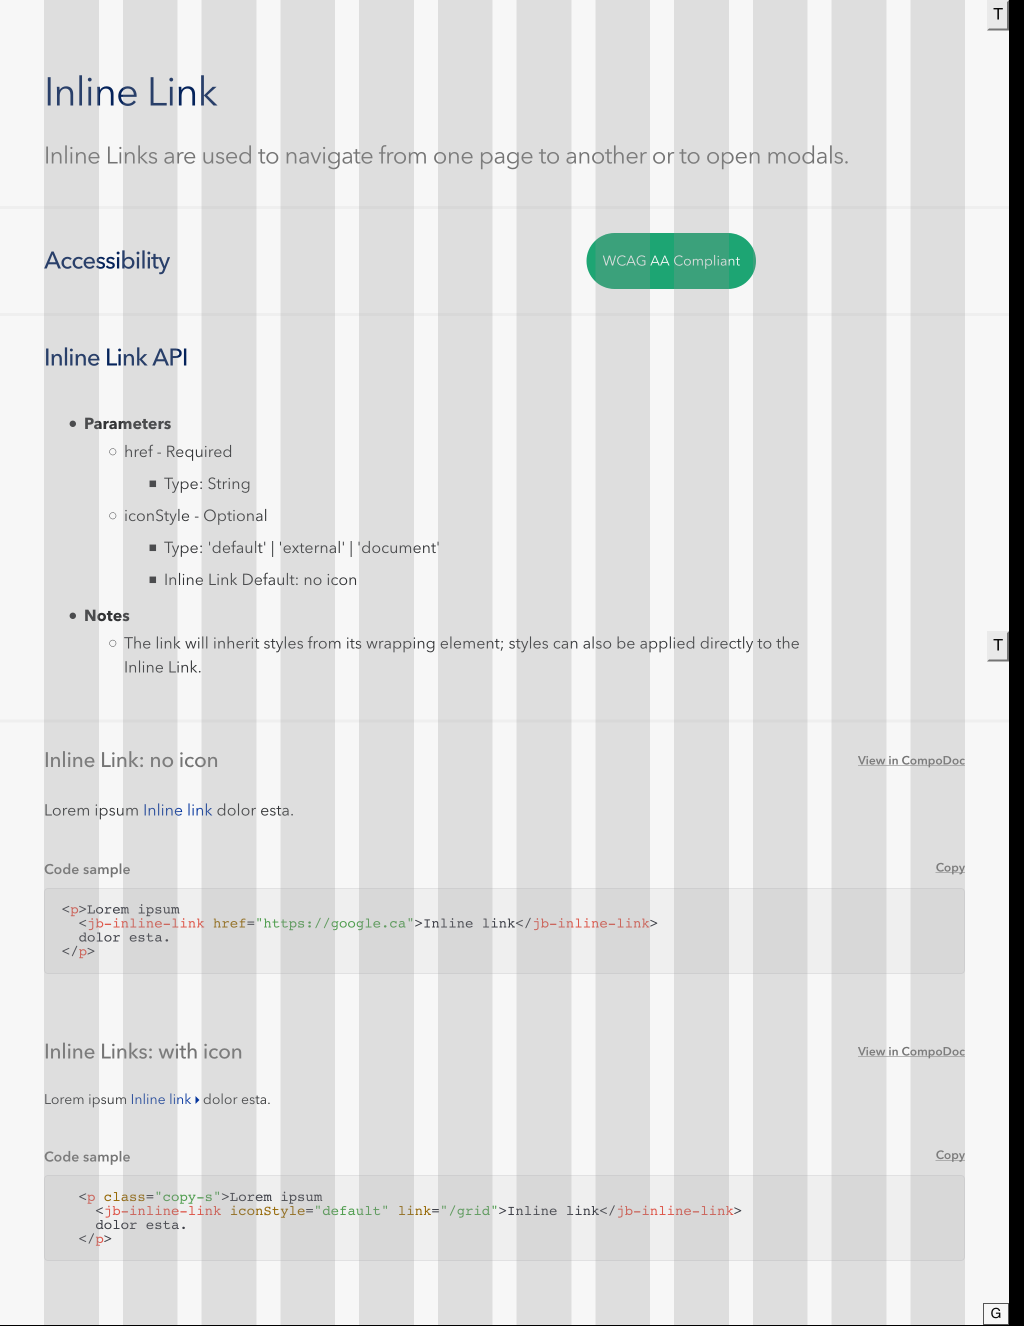 T
Inline Link
Inline Links are used to navigate from one page to another or to open modals.
Accessibility
WCAG AA Compliant
Inline Link API
• Parameters
○ href - Required
▪ Type: String
○ iconStyle - Optional
▪ Type: 'default' | 'external' | 'document'
▪ Inline Link Default: no icon
• Notes
○ The link will inherit styles from its wrapping element; styles can also be applied directly to the
Inline Link.
T
Inline Link: no icon
View in CompoDoc
Lorem ipsum Inline link dolor esta.
Code sample
Copy
<p>Lorem ipsum
  <jb-inline-link href="https://google.ca">Inline link</jb-inline-link>
  dolor esta.
</p>
Inline Links: with icon
View in CompoDoc
Lorem ipsum Inline link dolor esta.
Code sample
Copy
<p class="copy-s">Lorem ipsum
  <jb-inline-link iconStyle="default" link="/grid">Inline link</jb-inline-link>
  dolor esta.
</p>
G